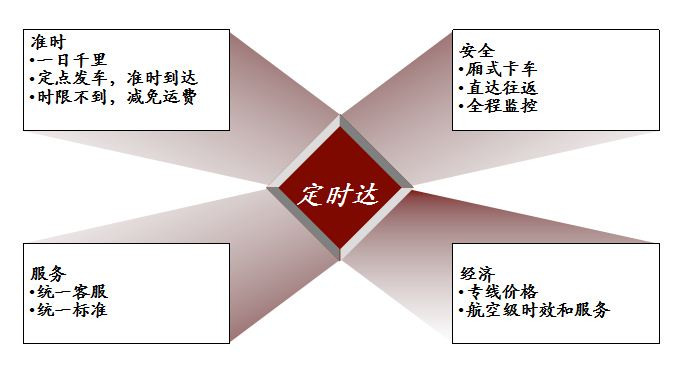 准时
•一日千里
•定点发车，准时到达
•时限不到，减免运费
安全
•厢式卡车
•直达往返
•全程监控
定时达
服务
•统一客服
•统一标准
经济
•专线价格
•航空级时效和服务